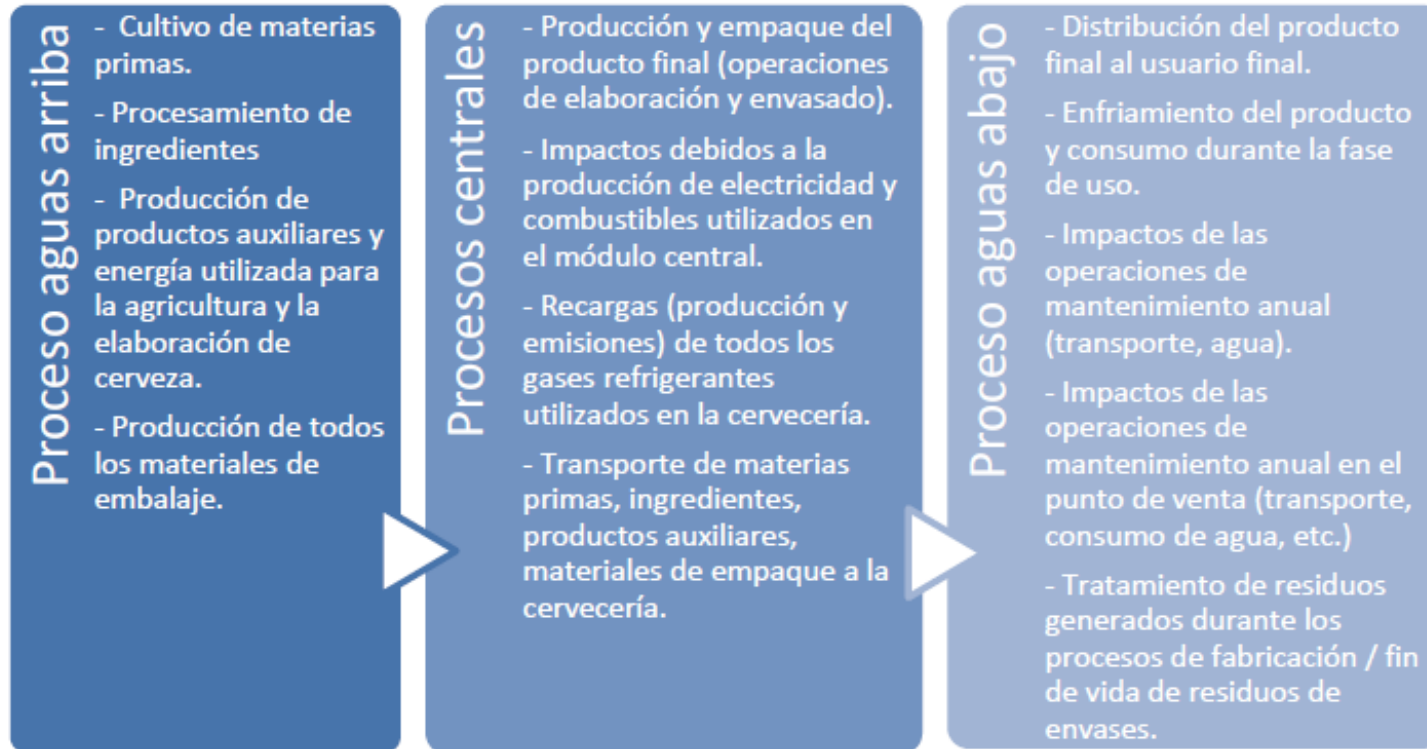 Proceso aguas arriba
- Cultivo de materias
primas.
- Procesamiento de
ingredientes
- Producción de
productos auxiliares y
energía utilizada para
la agricultura y la
elaboración de
cerveza.
- Producción de todos
los materiales de
embalaje.
Procesos centrales
- Producción y empaque del
producto final (operaciones
de elaboración y envasado).
- Impactos debidos a la
producción de electricidad y
combustibles utilizados en
el módulo central.
- Recargas (producción y
emisiones) de todos los
gases refrigerantes
utilizados en la cervecería.
- Transporte de materias
primas, ingredientes,
productos auxiliares,
materiales de empaque a la
cervecería.
Proceso aguas abajo
- Distribución del producto
final al usuario final.
- Enfriamiento del producto
y consumo durante la fase
de uso.
- Impactos de las
operaciones de
mantenimiento anual
(transporte, agua).
- Impactos de las
operaciones de
mantenimiento anual en el
punto de venta (transporte,
consumo de agua, etc.)
- Tratamiento de residuos
generados durante los
procesos de fabricación / fin
de vida de residuos de
envases.